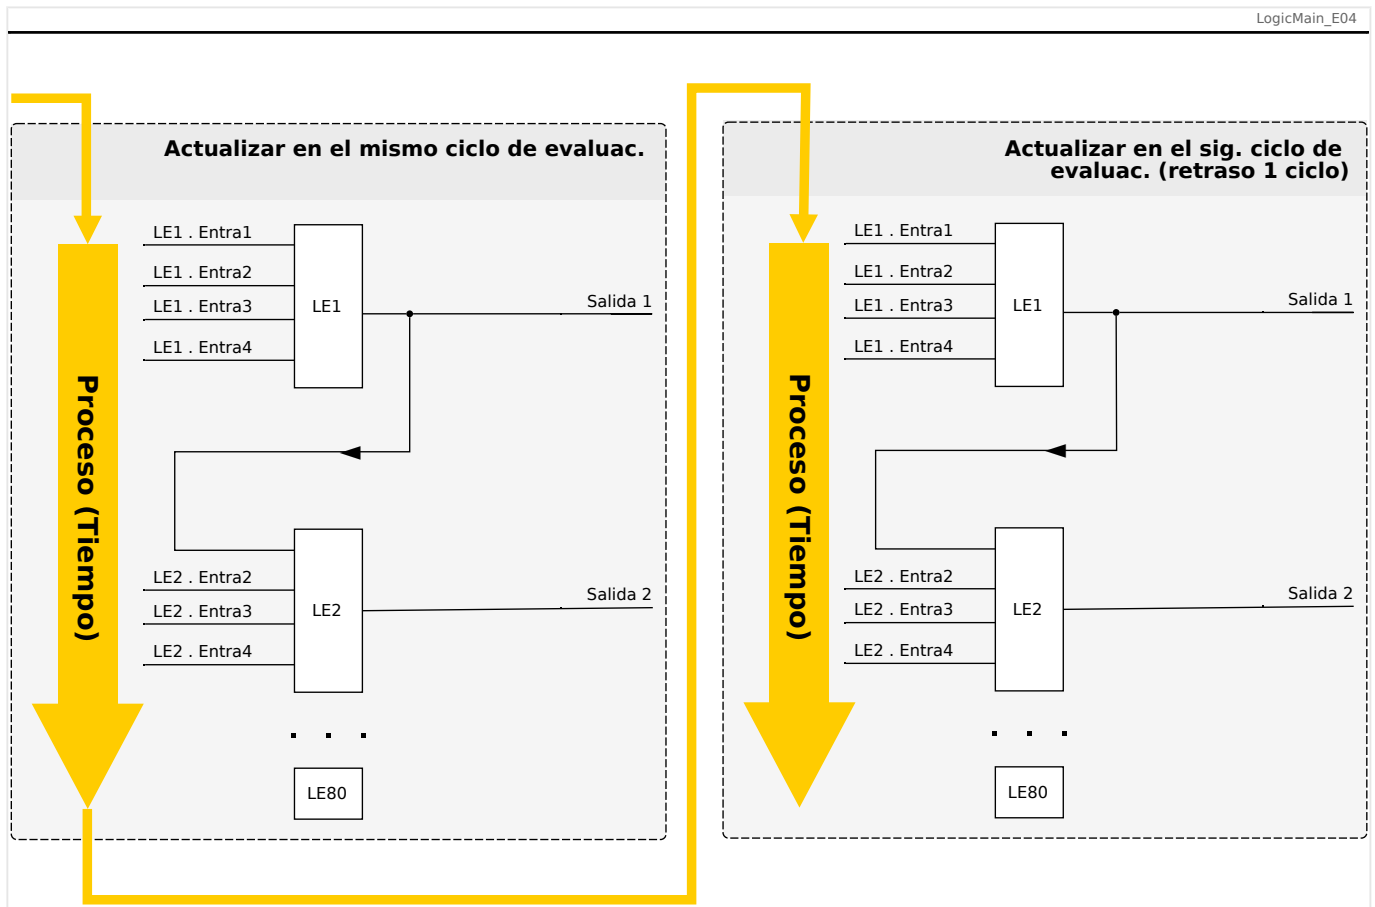 LogicMain_E04
Actualizar en el mismo ciclo de evaluac.
LE1 . Entra1
LE1 . Entra2
LE1 . Entra3
LE1 . Entra4
LE1
Salida 1
Proceso (Tiempo)
LE2 . Entra2
LE2 . Entra3
LE2 . Entra4
LE2
Salida 2
LE80
Actualizar en el sig. ciclo de
evaluac. (retraso 1 ciclo)
LE1 . Entra1
LE1 . Entra2
LE1 . Entra3
LE1 . Entra4
LE1
Salida 1
Proceso (Tiempo)
LE2 . Entra2
LE2 . Entra3
LE2 . Entra4
LE2
Salida 2
LE80